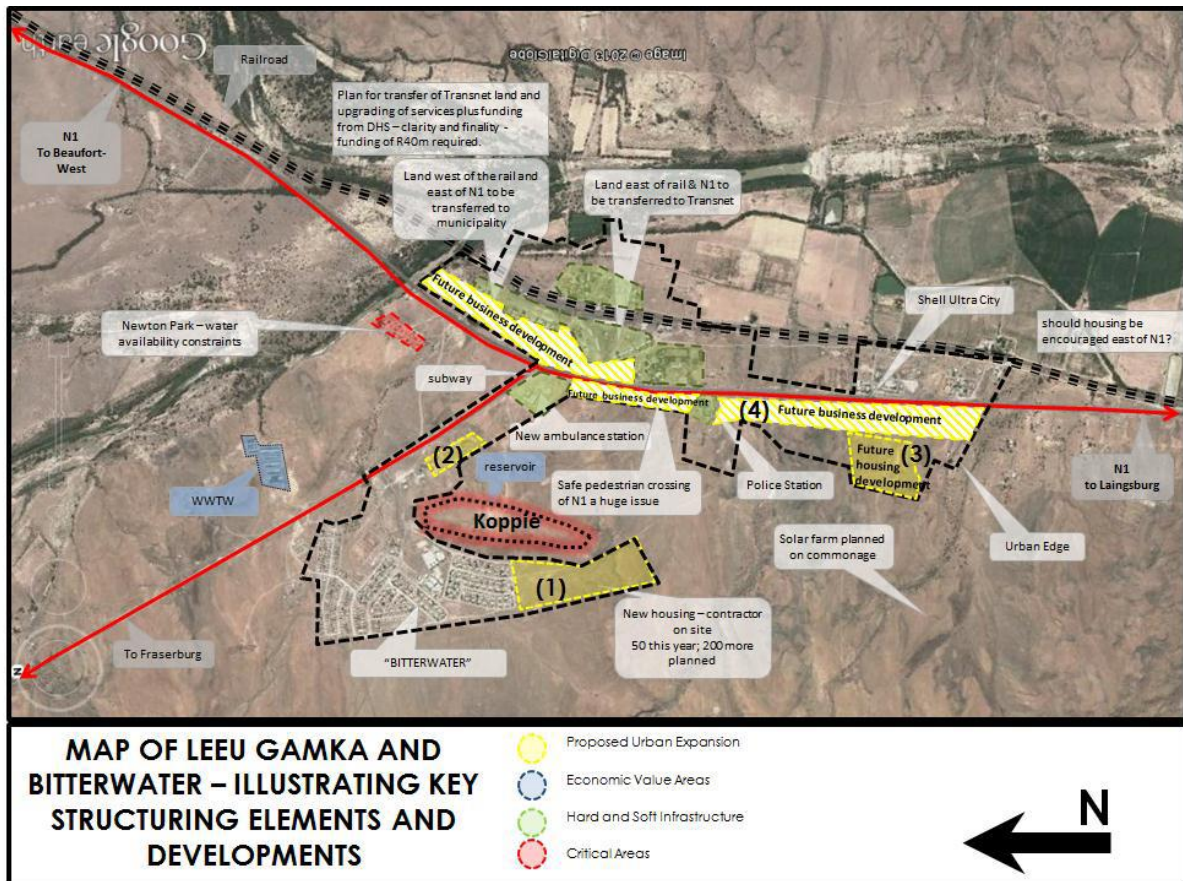 Google earth
Image © 2013 DigitalGlobe
Railroad
N1
To Beaufort-
West
Plan for transfer of Transnet land and
upgrading of services plus funding
from DHS – clarity and finality -
funding of R40m required.
Land west of the rail and
east of N1 to be
transferred to
municipality
Land east of rail & N1 to
be transferred to Transnet
Shell Ultra City
should housing be
encouraged east of N1?
Future business development
Newton Park – water
availability constraints
subway
Future business development
(4) Future business development
New ambulance station
(2)
reservoir
Future
housing
development
(3)
WWTW
Safe pedestrian crossing
of N1 a huge issue
Police Station
N1
to Laingsburg
Koppie
Solar farm planned
on commonage
Urban Edge
(1)
New housing – contractor
on site
50 this year; 200 more
planned
To Fraserburg
"BITTERWATER"
N
MAP OF LEEU GAMKA AND
BITTERWATER – ILLUSTRATING KEY
STRUCTURING ELEMENTS AND
DEVELOPMENTS
Proposed Urban Expansion
Economic Value Areas
Hard and Soft Infrastructure
Critical Areas
N